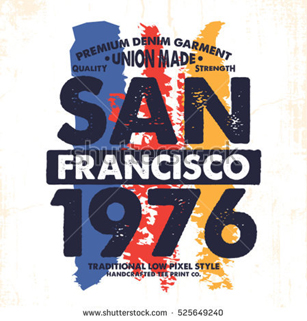 PREMIUM DENIM GARMENT
• UNION MADE •
QUALITY STRENGTH
SAN
shutterstock
FRANCISCO
1976
TRADITIONAL LOW PIXEL STYLE
HANDCRAFTED TEE PRINT CO.
www.shutterstock.com · 525649240